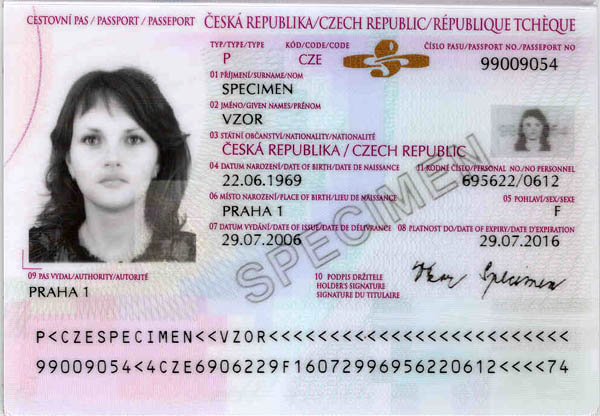 CESTOVNÍ PAS / PASSPORT / PASSEPORT ČESKÁ REPUBLIKA/CZECH REPUBLIC/RÉPUBLIQUE TCHÈQUE
TYP/TYPE/TYPE KÓD/CODE/CODE ČÍSLO PASU/PASSPORT NO./PASSEPORT NO
P CZE 99009054
01 PŘÍJMENÍ/SURNAME/NOM
SPECIMEN
02 JMÉNO/GIVEN NAMES/PRÉNOM
VZOR
03 STÁTNÍ OBČANSTVÍ/NATIONALITY/NATIONALITÉ
ČESKÁ REPUBLIKA / CZECH REPUBLIC
04 DATUM NAROZENÍ/DATE OF BIRTH/DATE DE NAISSANCE 11 RODNÉ ČÍSLO/PERSONAL NO./NO PERSONNEL
22.06.1969 695622/0612
06 MÍSTO NAROZENÍ/PLACE OF BIRTH/LIEU DE NAISSANCE 05 POHLAVÍ/SEX/SEXE
PRAHA 1 F
07 DATUM VYDÁNÍ/DATE OF ISSUE/DATE DE DÉLIVRANCE 08 PLATNOST DO/DATE OF EXPIRY/DATE D'EXPIRATION
29.07.2006 29.07.2016
SPECIMEN
09 PAS VYDAL/AUTHORITY/AUTORITÉ
PRAHA 1
10 PODPIS DRŽITELE
HOLDER'S SIGNATURE
SIGNATURE DU TITULAIRE
Vzor Specimen
P<CZESPECIMEN<<VZOR<<<<<<<<<<<<<<<<<<<<<<<<<
99009054<4CZE6906229F1607299695622 0612<<<<74